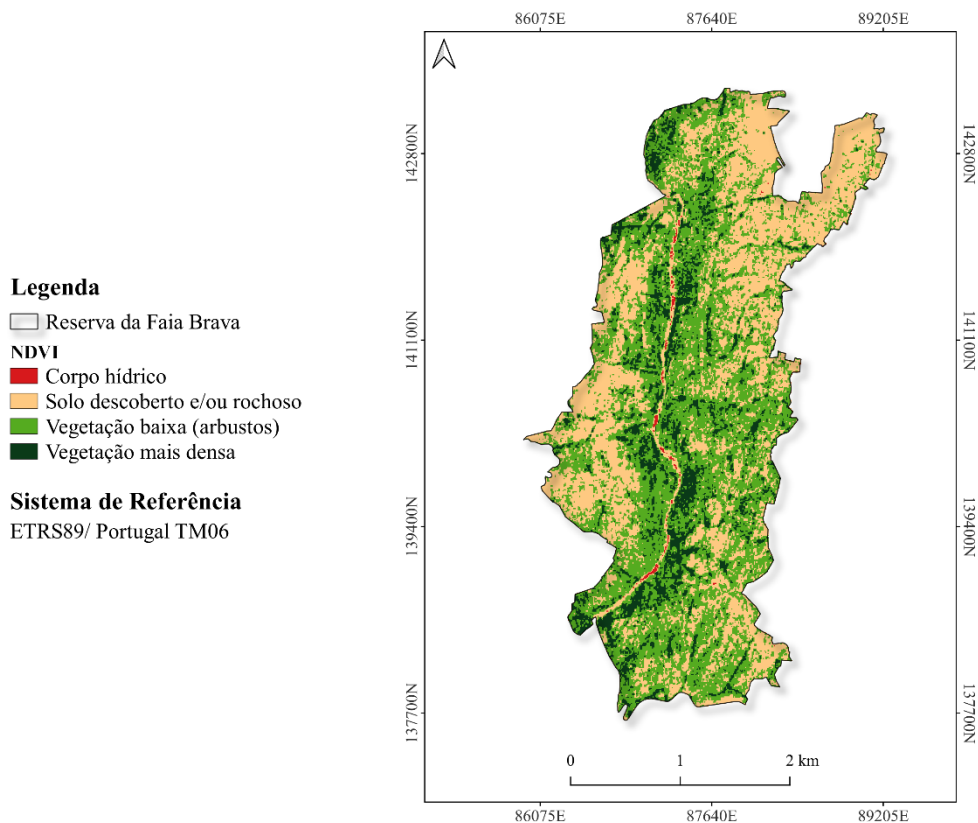 86075E 87640E 89205E
142800N 142800N
Legenda
Reserva da Faia Brava
NDVI
141100N 141100N
Corpo hídrico
Solo descoberto e/ou rochoso
Vegetação baixa (arbustos)
Vegetação mais densa
Sistema de Referência
139400N 139400N
ETRS89/ Portugal TM06
137700N 137700N
0 1 2 km
86075E 87640E 89205E